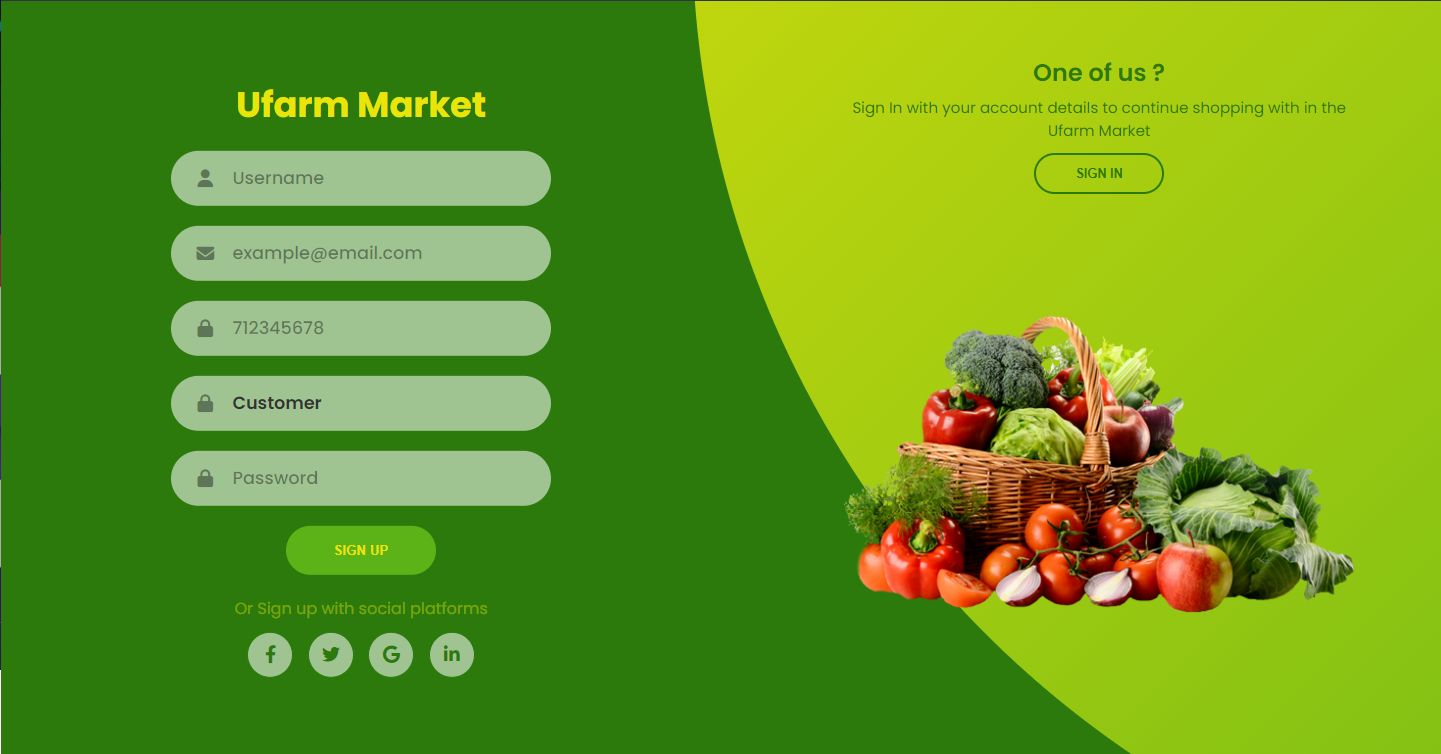 Ufarm Market
Username
example@email.com
712345678
Customer
Password
SIGN UP
Or Sign up with social platforms
One of us ?
Sign In with your account details to continue shopping with in the
Ufarm Market
SIGN IN